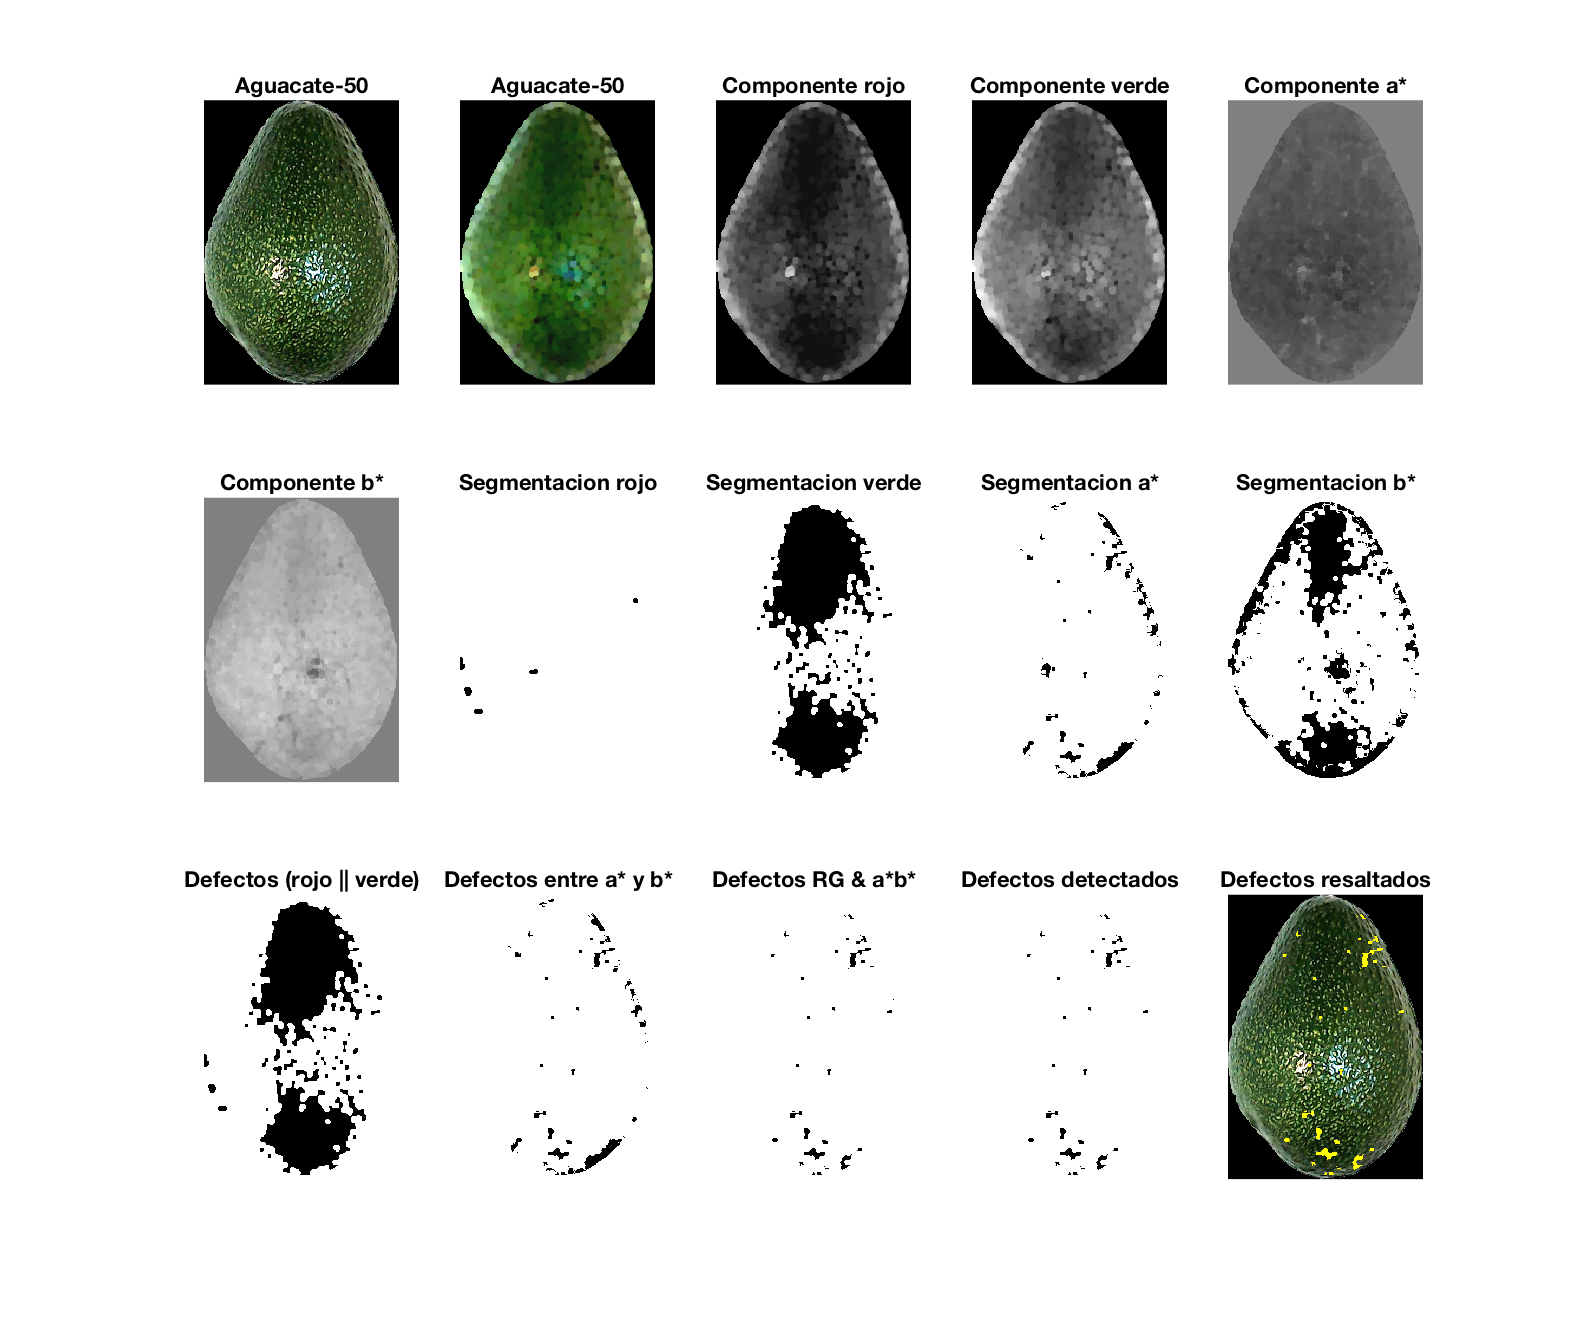 Aguacate-50
Aguacate-50
Componente rojo
Componente verde
Componente a*
Componente b*
Segmentacion rojo
Segmentacion verde
Segmentacion a*
Segmentacion b*
Defectos (rojo || verde)
Defectos entre a* y b*
Defectos RG & a*b*
Defectos detectados
Defectos resaltados